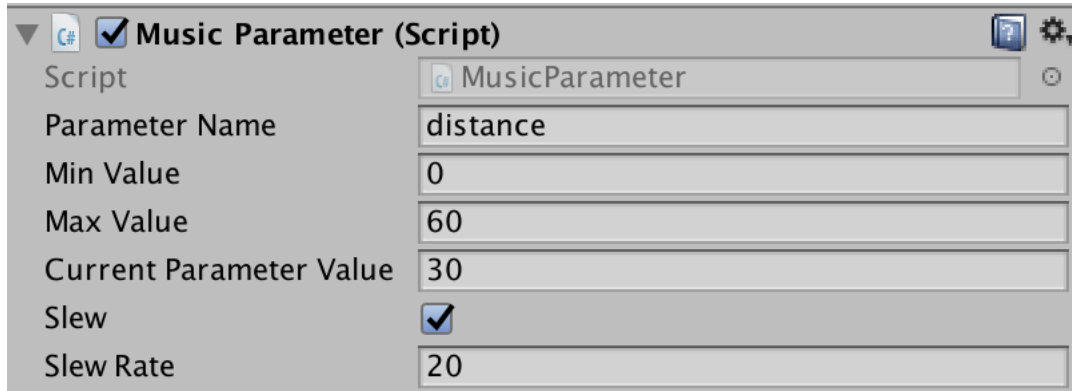 Music Parameter (Script)
Script MusicParameter
Parameter Name distance
Min Value 0
Max Value 60
Current Parameter Value 30
Slew
Slew Rate 20